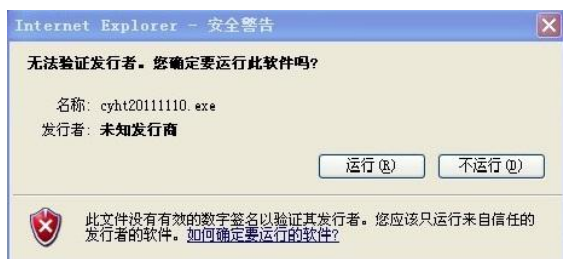 Internet Explorer - 安全警告
无法验证发行者。您确定要运行此软件吗?
名称: cyht20111110.exe
发行者: 未知发行商
运行(R) 不运行(D)
此文件没有有效的数字签名以验证其发行者。您应该只运行来自信任的
发行者的软件。如何确定要运行的软件?